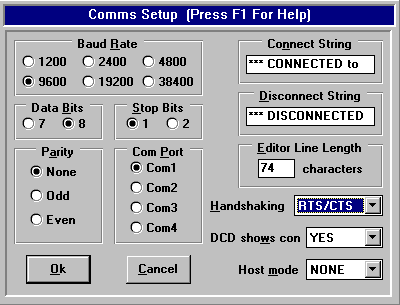 Comms Setup (Press F1 For Help)
Baud Rate
1200 2400 4800
9600 19200 38400
Data Bits
7 8
Stop Bits
1 2
Parity
None
Odd
Even
Com Port
Com1
Com2
Com3
Com4
Ok
Cancel
Connect String
*** CONNECTED to
Disconnect String
*** DISCONNECTED
Editor Line Length
74 characters
Handshaking RTS/CTS
DCD shows con YES
Host mode NONE